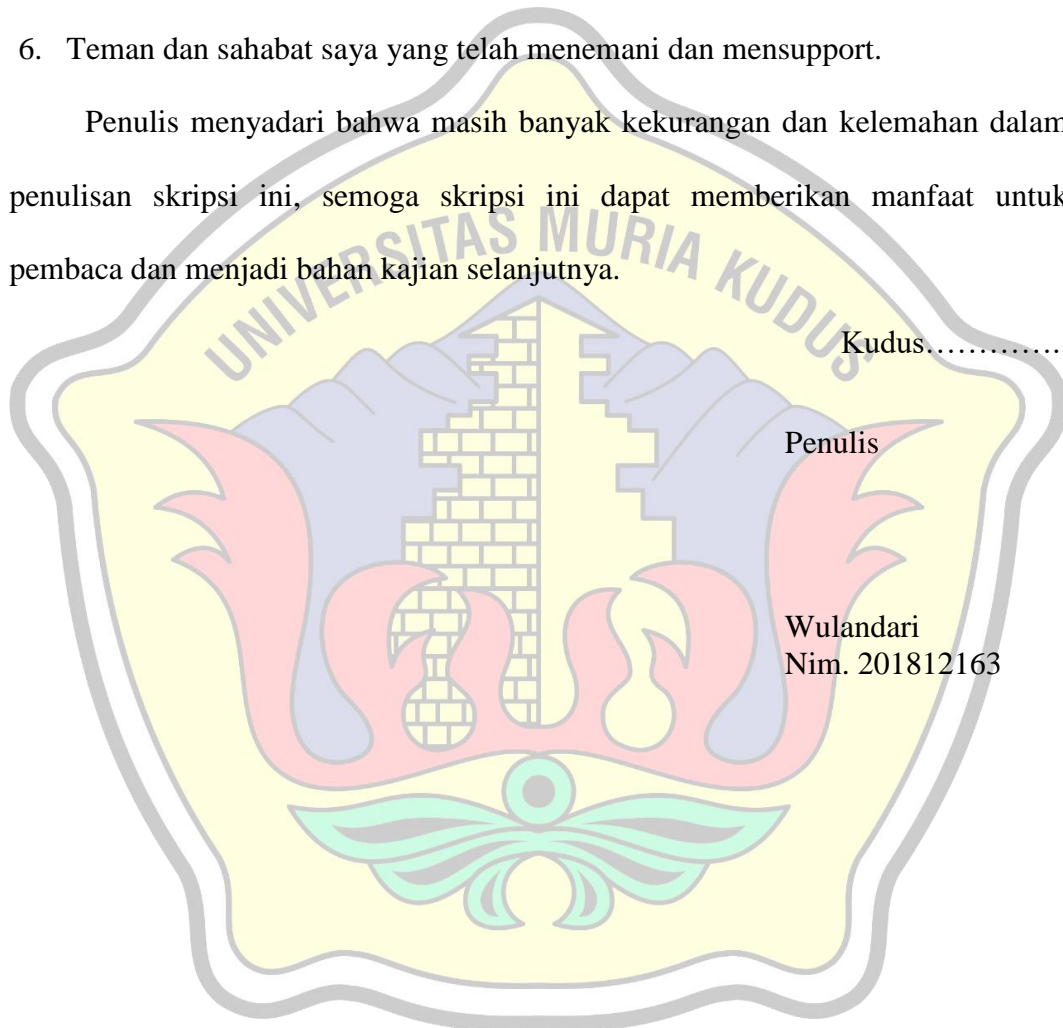 6. Teman dan sahabat saya yang telah menemani dan mensupport.
Penulis menyadari bahwa masih banyak kekurangan dan kelemahan dalam
penulisan skripsi ini, semoga skripsi ini dapat memberikan manfaat untuk
pembaca dan menjadi bahan kajian selanjutnya.
UNIVERSITAS MURIA KUDUS
Kudus…………..
Penulis
Wulandari
Nim. 201812163